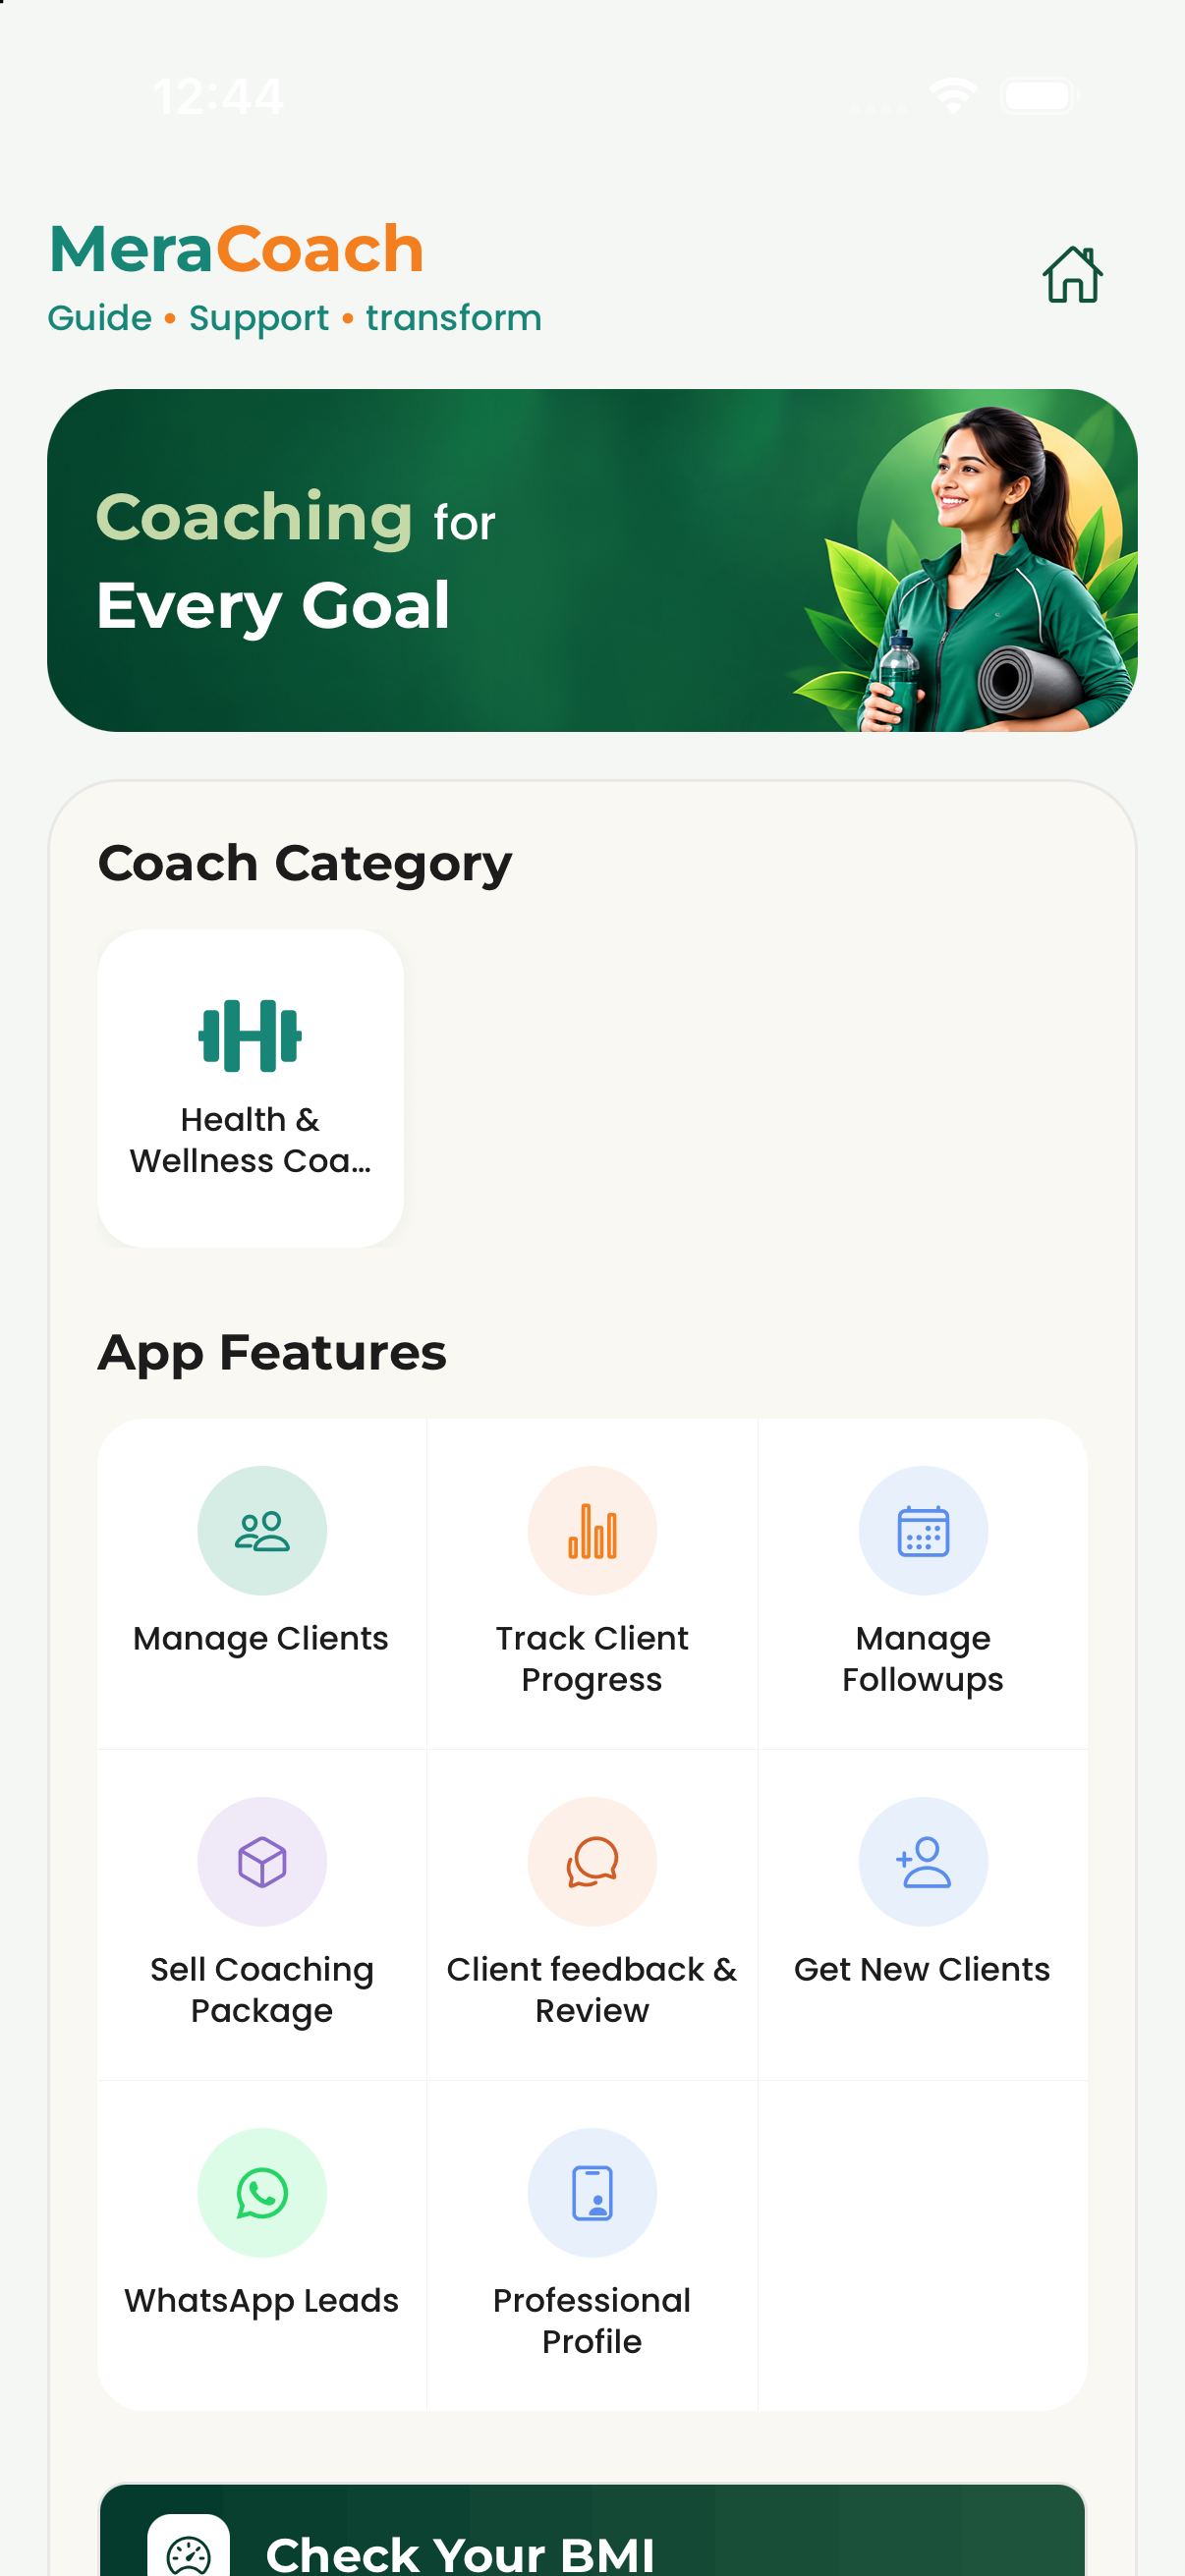 12:44
MeraCoach
Guide • Support • transform
Coaching for
Every Goal
Coach Category
Health &
Wellness Coa...
App Features
Manage Clients
Track Client
Progress
Manage
Followups
Sell Coaching
Package
Client feedback &
Review
Get New Clients
WhatsApp Leads
Professional
Profile
Check Your BMI